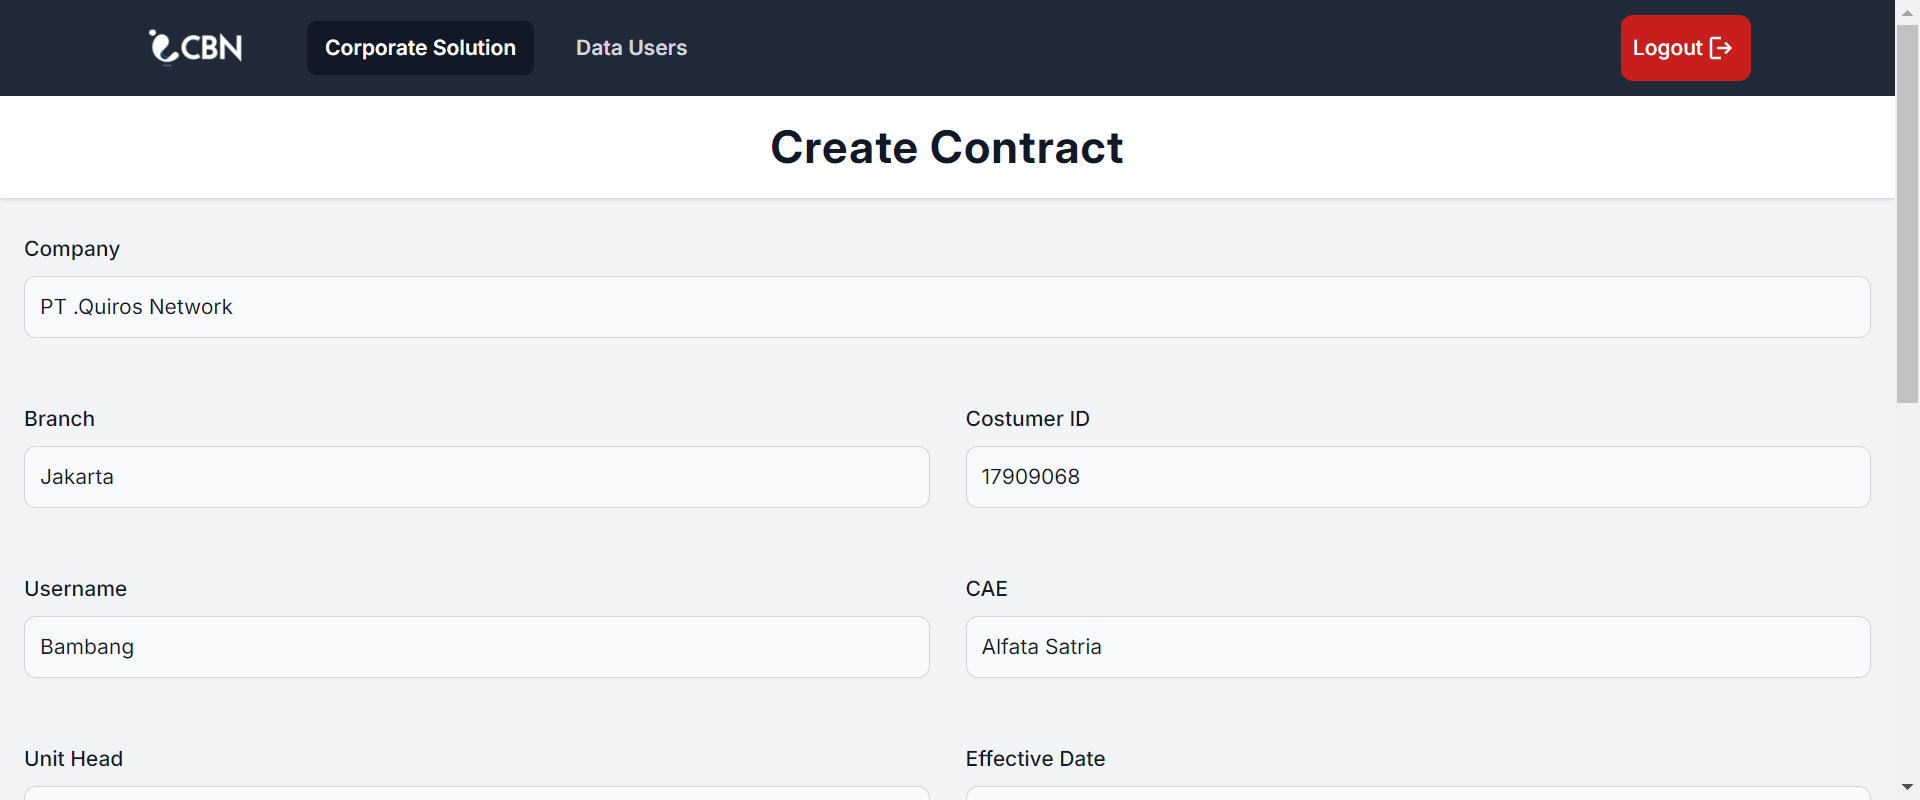 CBN
Corporate Solution
Data Users
Logout
Create Contract
Company
PT .Quiros Network
Branch
Costumer ID
Jakarta
17909068
Username
CAE
Bambang
Alfata Satria
Unit Head
Effective Date